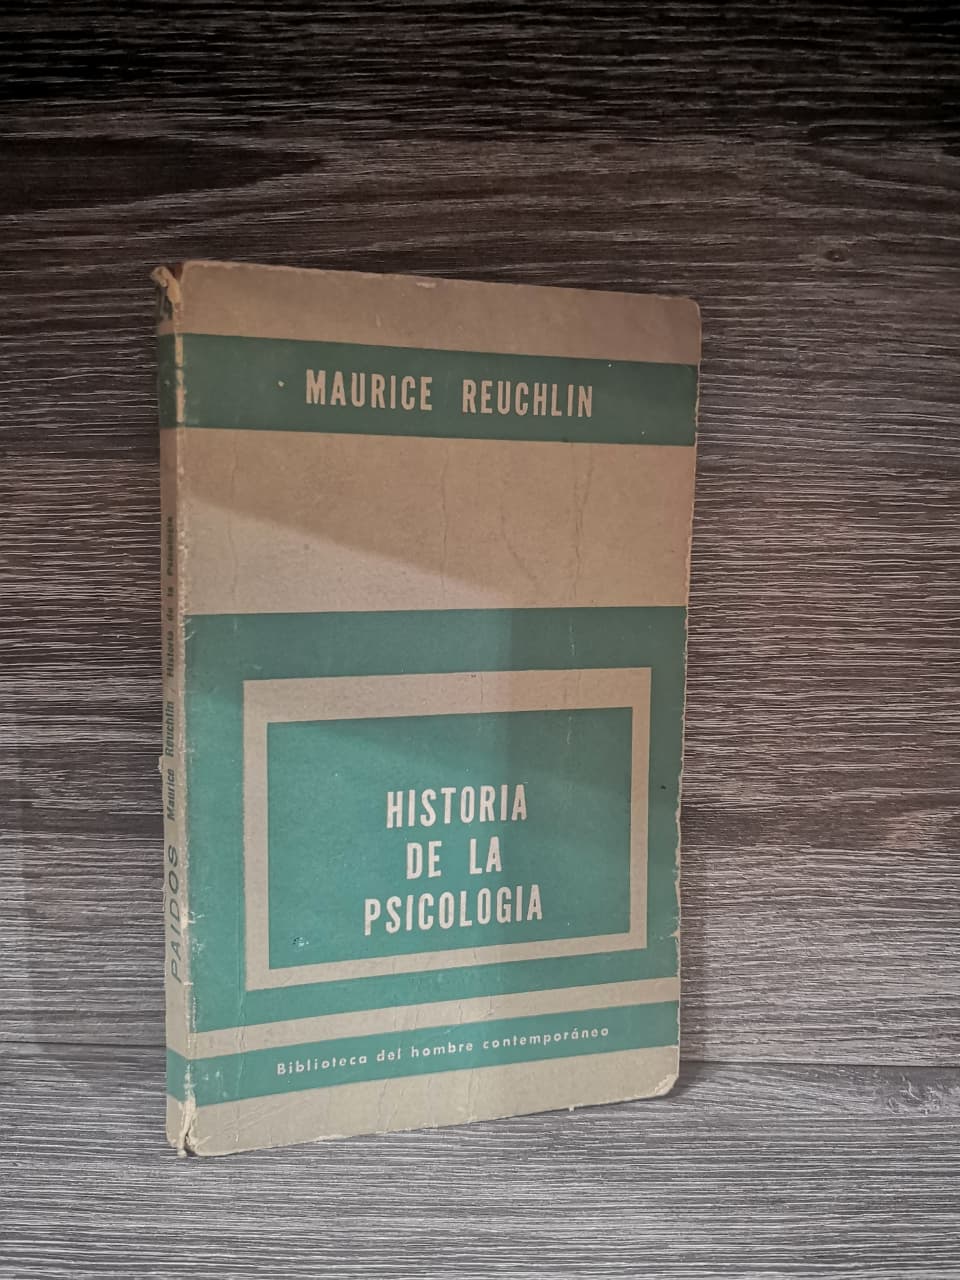 MAURICE REUCHLIN
HISTORIA
DE LA
PSICOLOGIA
Biblioteca del hombre contemporáneo
PAIDOS Maurice Reuchlin Historia de la Psicología